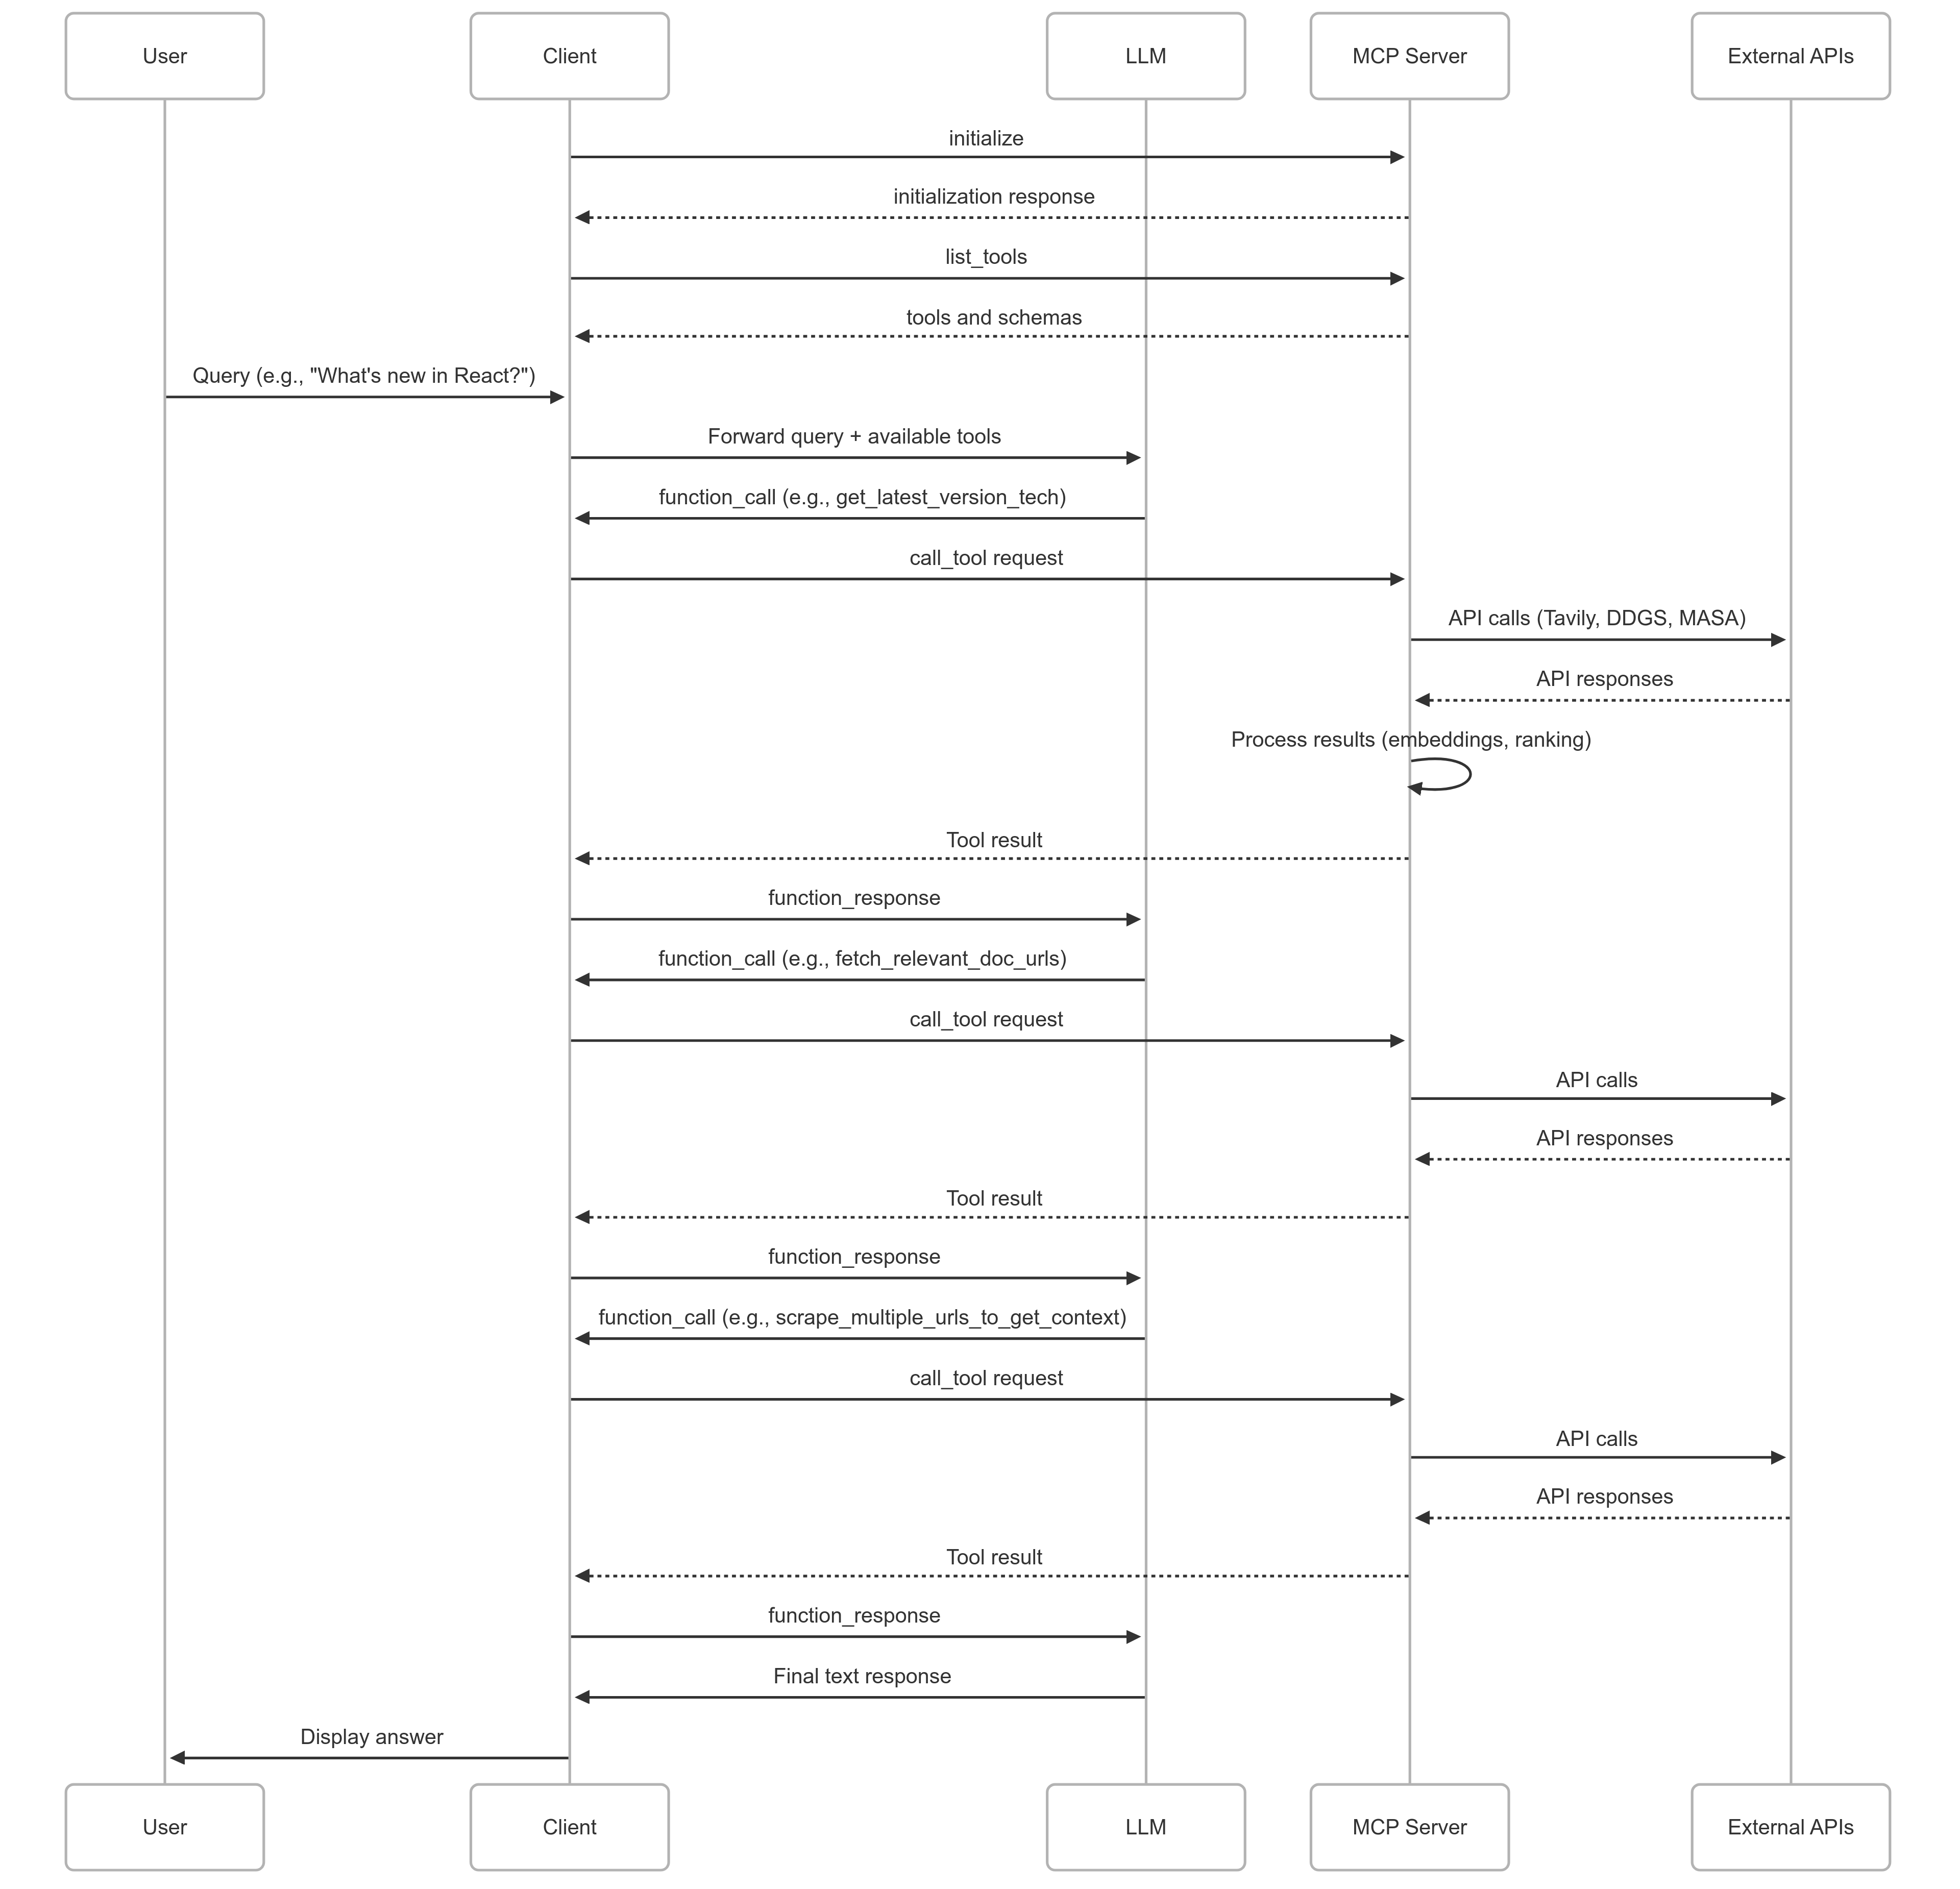 User
Client
LLM
MCP Server
External APIs
initialize
initialization response
list_tools
tools and schemas
Query (e.g., "What's new in React?")
Forward query + available tools
function_call (e.g., get_latest_version_tech)
call_tool request
API calls (Tavily, DDGS, MASA)
API responses
Process results (embeddings, ranking)
Tool result
function_response
function_call (e.g., fetch_relevant_doc_urls)
call_tool request
API calls
API responses
Tool result
function_response
function_call (e.g., scrape_multiple_urls_to_get_context)
call_tool request
API calls
API responses
Tool result
function_response
Final text response
Display answer
User
Client
LLM
MCP Server
External APIs